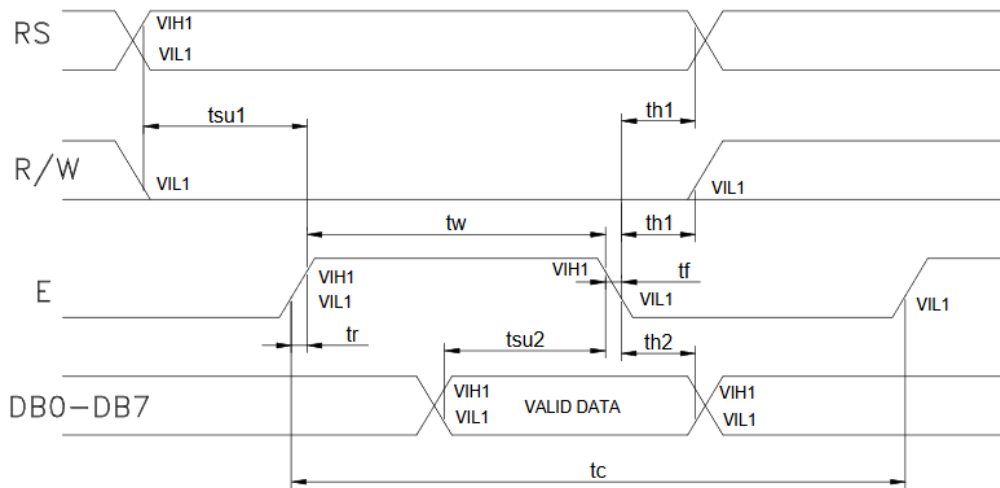 RS VIH1
VIL1
tsu1 th1
R/W VIL1 VIL1
tw th1
E VIH1 VIH1 tf
VIL1 VIL1 VIL1
tr tsu2 th2
DB0-DB7 VIH1 VALID DATA VIH1
VIL1 VIL1
tc